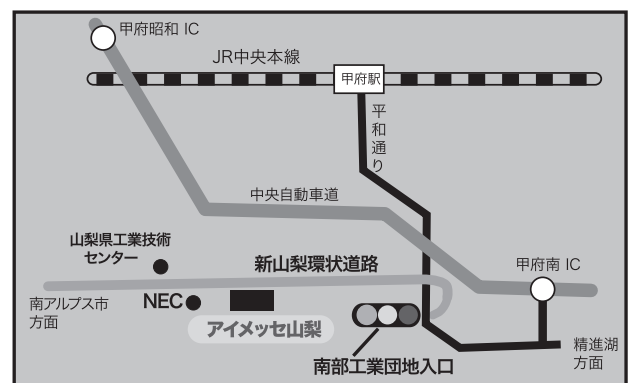 甲府昭和 IC
JR中央本線
甲府駅
平和通り
中央自動車道
山梨県工業技術
センター
新山梨環状道路
甲府南 IC
南アルプス市
方面
NEC
アイメッセ山梨
南部工業団地入口
精進湖
方面